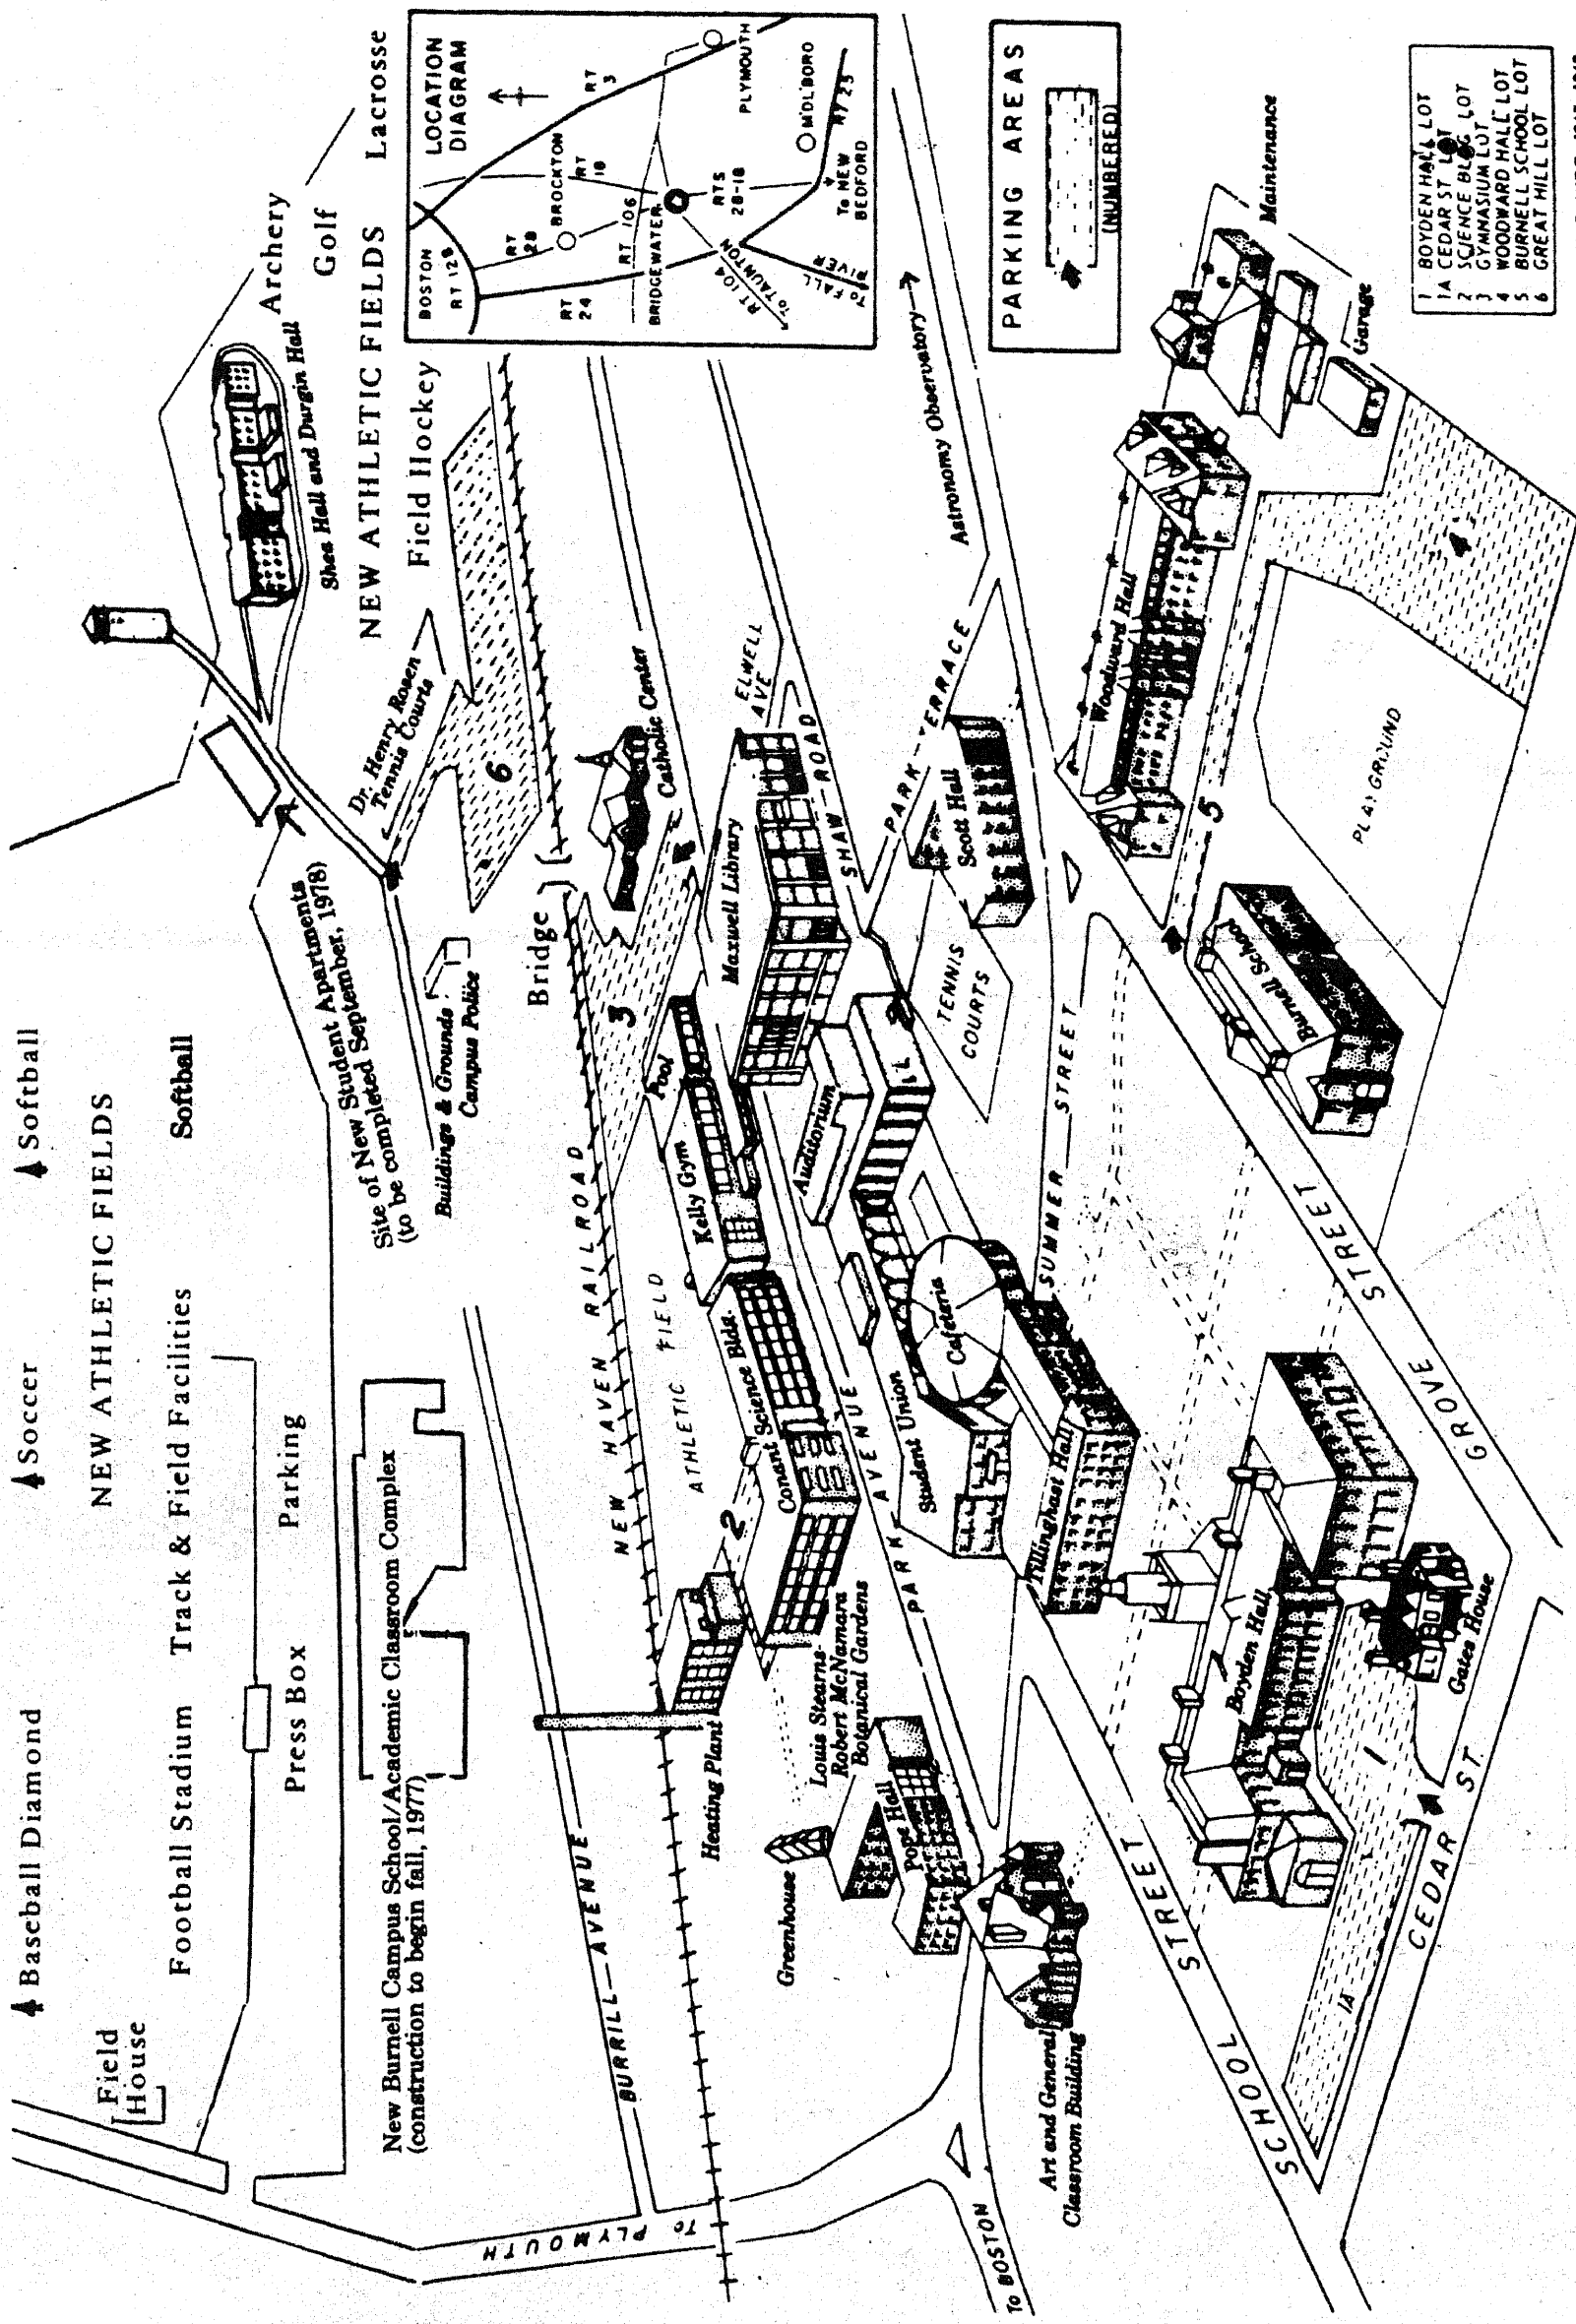 Baseball Diamond
Soccer
Softball
NEW ATHLETIC FIELDS
Field
House
Football Stadium
Track & Field Facilities
Softball
Press Box
Parking
Archery
Golf
Lacrosse
Shea Hall and Durgin Hall
NEW ATHLETIC FIELDS
Field Hockey
New Burnell Campus School/Academic Classroom Complex
(construction to begin fall, 1977)
Site of New Student Apartments
(to be completed September, 1978)
Dr. Henry Rosen
Tennis Courts
Buildings & Grounds
Campus Police
6
Bridge
TO PLYMOUTH
BURRILL AVENUE
NEW HAVEN RAILROAD
ATHLETIC FIELD
3
Pool
Kelly Gym
Catholic Center
Maxwell Library
ELWELL
AVE
SHAW ROAD
Heating Plant
2
Conant Science Bldg.
Greenhouse
Louis Stearns
Robert McNamara
Botanical Gardens
Pope Hall
PARK AVENUE
Auditorium
Student Union
Cafeteria
TENNIS
COURTS
PARK TERRACE
Scott Hall
Astronomy Observatory
To BOSTON
Art and General
Classroom Building
Tillinghast Hall
SUMMER STREET
SCHOOL STREET
Boyden Hall
Gates House
1
1A
CEDAR ST.
GROVE STREET
Burnell School
5
Woodward Hall
PLAYGROUND
4
Maintenance
Garage
LOCATION
DIAGRAM
BOSTON
RT 128
RT
28
BROCKTON
RT
18
RT
3
RT
24
RT 106
BRIDGEWATER
PLYMOUTH
RTS
28-18
RT 104
To TAUNTON
MDL'BORO
RT 25
To FALL
RIVER
To NEW
BEDFORD
PARKING AREAS
(NUMBERED)
1 BOYDEN HALL LOT
1A CEDAR ST LOT
2 SCIENCE BLDG LOT
3 GYMNASIUM LOT
4 WOODWARD HALL LOT
5 BURNELL SCHOOL LOT
6 GREAT HILL LOT